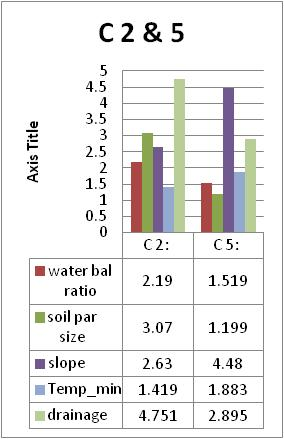 C 2 & 5
Axis Title
5
4.5
4
3.5
3
2.5
2
1.5
1
0.5
0
C 2: C 5:
water bal
ratio 2.19 1.519
soil par
size 3.07 1.199
slope 2.63 4.48
Temp_min 1.419 1.883
drainage 4.751 2.895